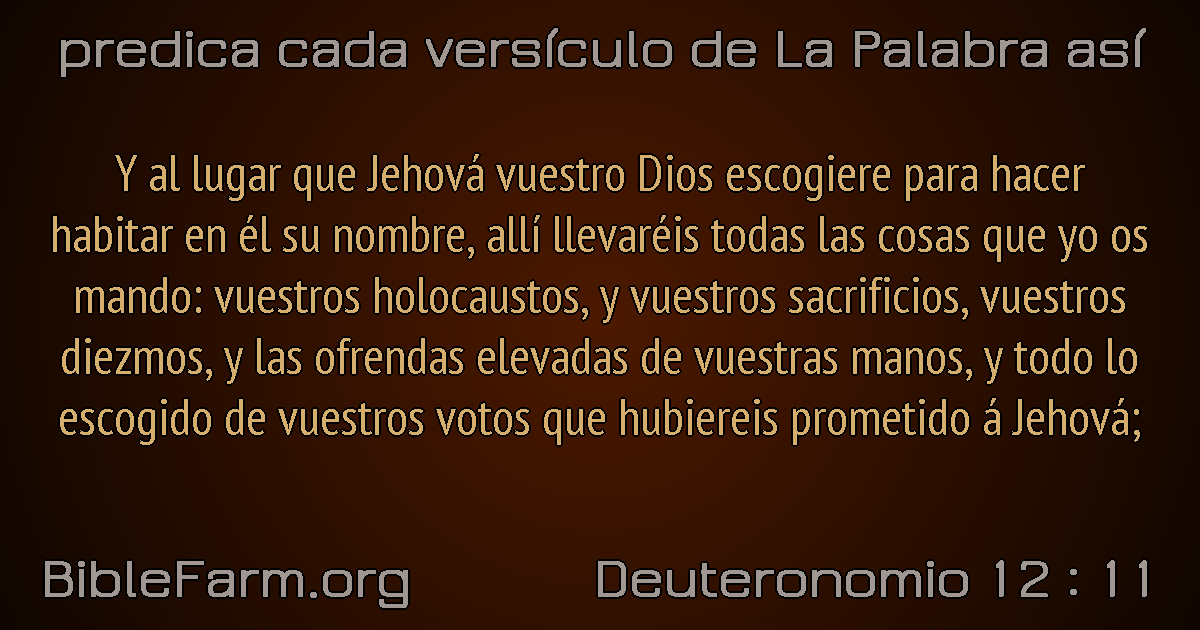 predica cada versículo de La Palabra así
Y al lugar que Jehová vuestro Dios escogiere para hacer
habitar en él su nombre, allí llevaréis todas las cosas que yo os
mando: vuestros holocaustos, y vuestros sacrificios, vuestros
diezmos, y las ofrendas elevadas de vuestras manos, y todo lo
escogido de vuestros votos que hubiereis prometido á Jehová;
BibleFarm.org
Deuteronomio 12 : 11